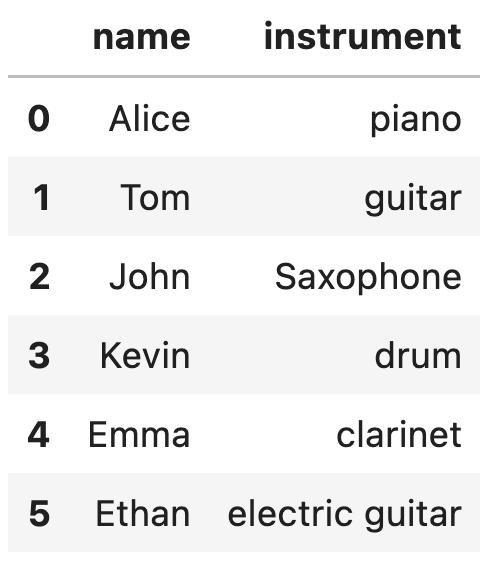 name instrument
0 Alice piano
1 Tom guitar
2 John Saxophone
3 Kevin drum
4 Emma clarinet
5 Ethan electric guitar